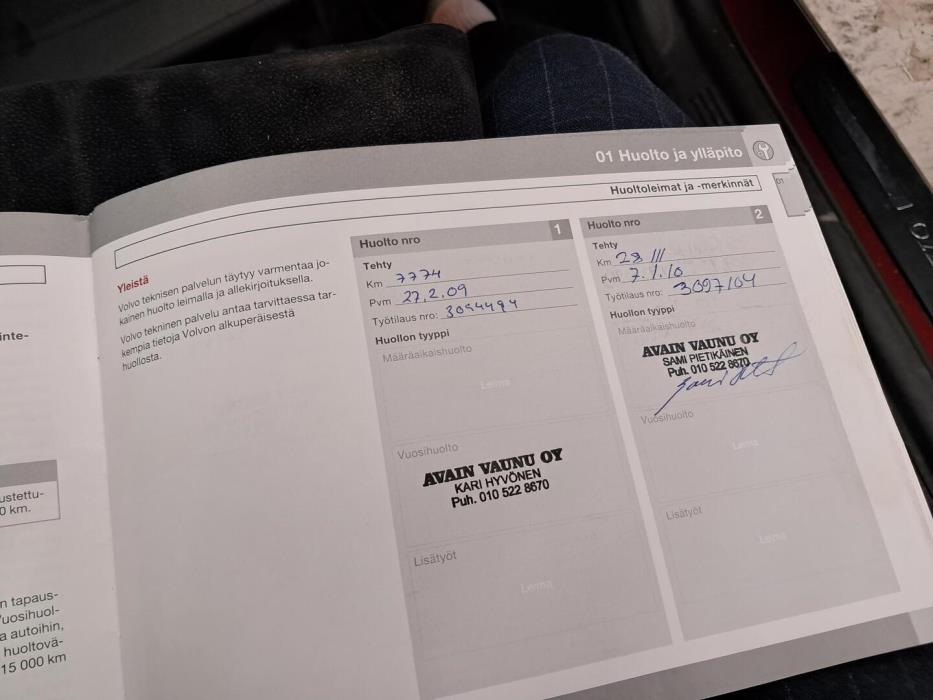 01 Huolto ja ylläpito
Huoltoleimat ja -merkinnät
01
inte-
ustettu-
0 km.
n tapaus-
uosihuol-
a autoihin,
huoltovä-
15 000 km
Yleistä
Volvo teknisen palvelun täytyy varmentaa jo-
kainen huolto leimalla ja allekirjoituksella.
Volvo tekninen palvelu antaa tarvittaessa tar-
kempia tietoja Volvon alkuperäisestä
huollosta.
Huolto nro 1
Tehty
Km 7774
Pvm 27.2.09
Työtilaus nro: 3094494
Huollon tyyppi
Määräaikaishuolto
Leima
Vuosihuolto
AVAIN VAUNU OY
KARI HYVÖNEN
Puh. 010 522 8670
Lisätyöt
Leima
Huolto nro 2
Tehty
Km 28 111
Pvm 7.1.10
Työtilaus nro: 3097104
Huollon tyyppi
Määräaikaishuolto
AVAIN VAUNU OY
SAMI PIETIKÄINEN
Puh. 010 522 8670
Vuosihuolto
Leima
Lisätyöt
Leima